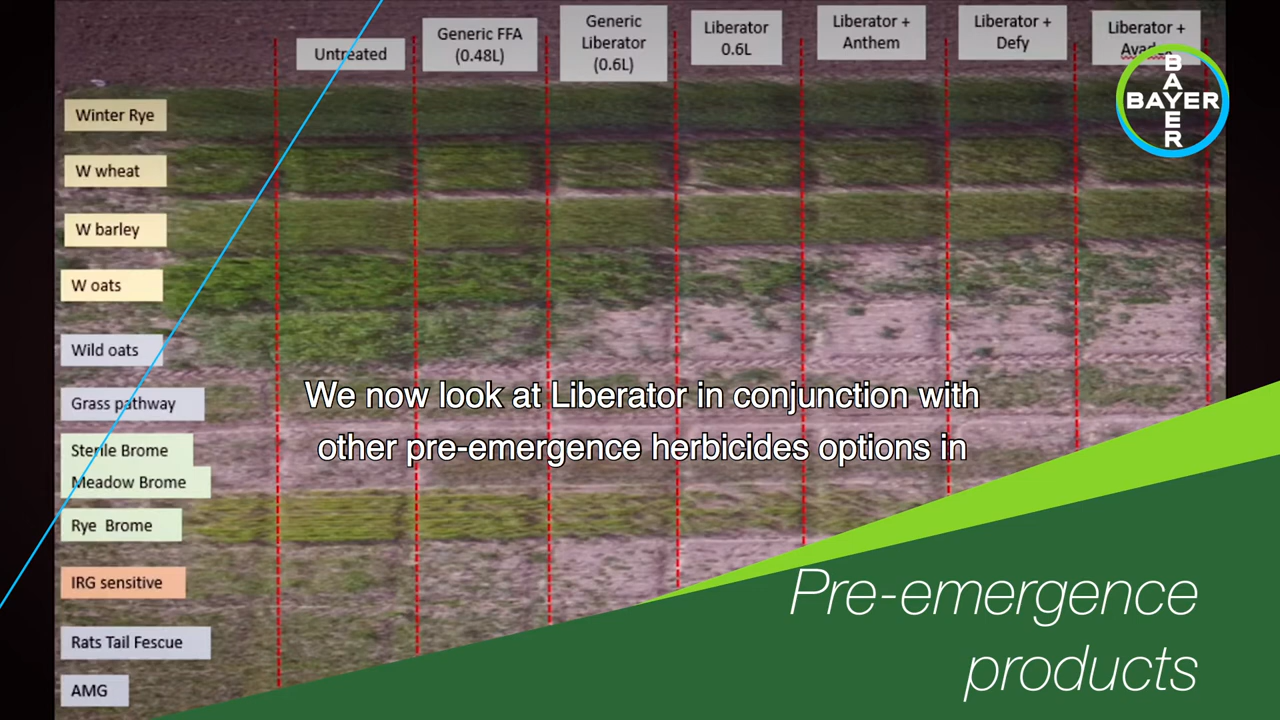 Untreated
Generic FFA
(0.48L)
Generic
Liberator
(0.6L)
Liberator
0.6L
Liberator +
Anthem
Liberator +
Defy
Liberator +
Avadex
BAYER
BAYER
Winter Rye
W wheat
W barley
W oats
Wild oats
Grass pathway
Sterile Brome
Meadow Brome
Rye Brome
IRG sensitive
Rats Tail Fescue
AMG
We now look at Liberator in conjunction with
other pre-emergence herbicides options in
Pre-emergence
products